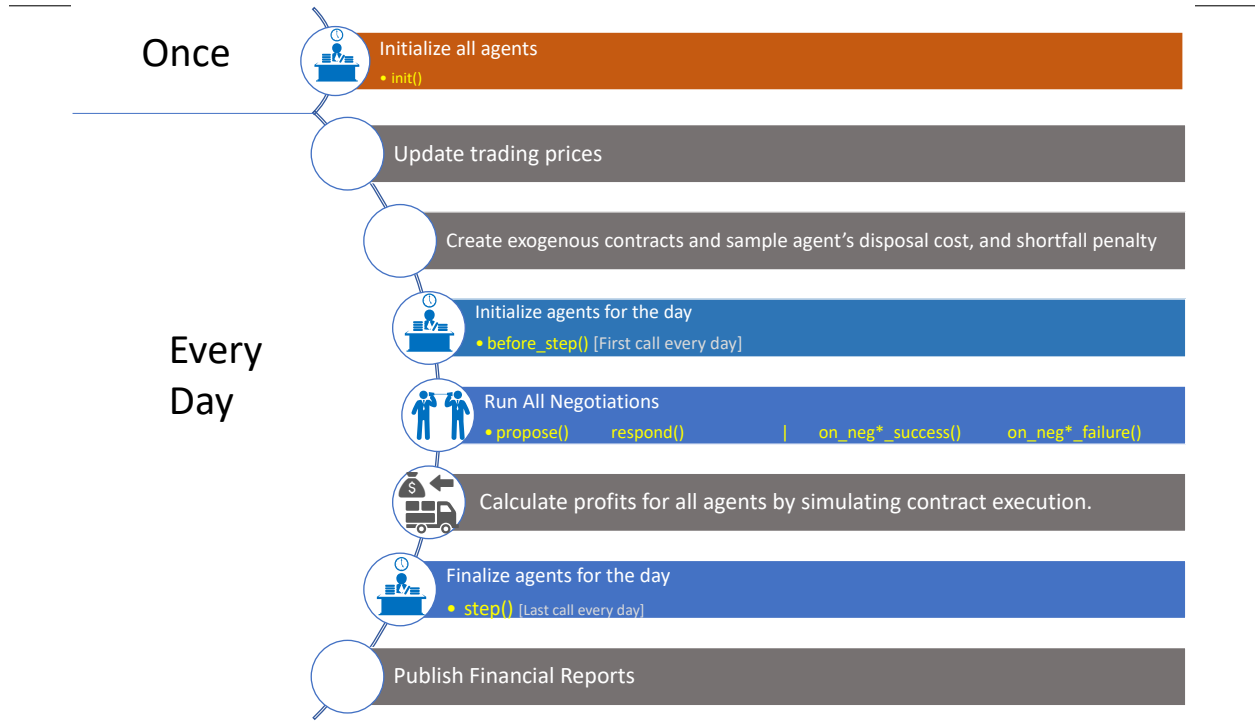 Once
Initialize all agents
• init()
Update trading prices
Create exogenous contracts and sample agent’s disposal cost, and shortfall penalty
Initialize agents for the day
• before_step() [First call every day]
Every
Day
Run All Negotiations
• propose() respond() | on_neg*_success() on_neg*_failure()
$
Calculate profits for all agents by simulating contract execution.
Finalize agents for the day
• step() [Last call every day]
Publish Financial Reports